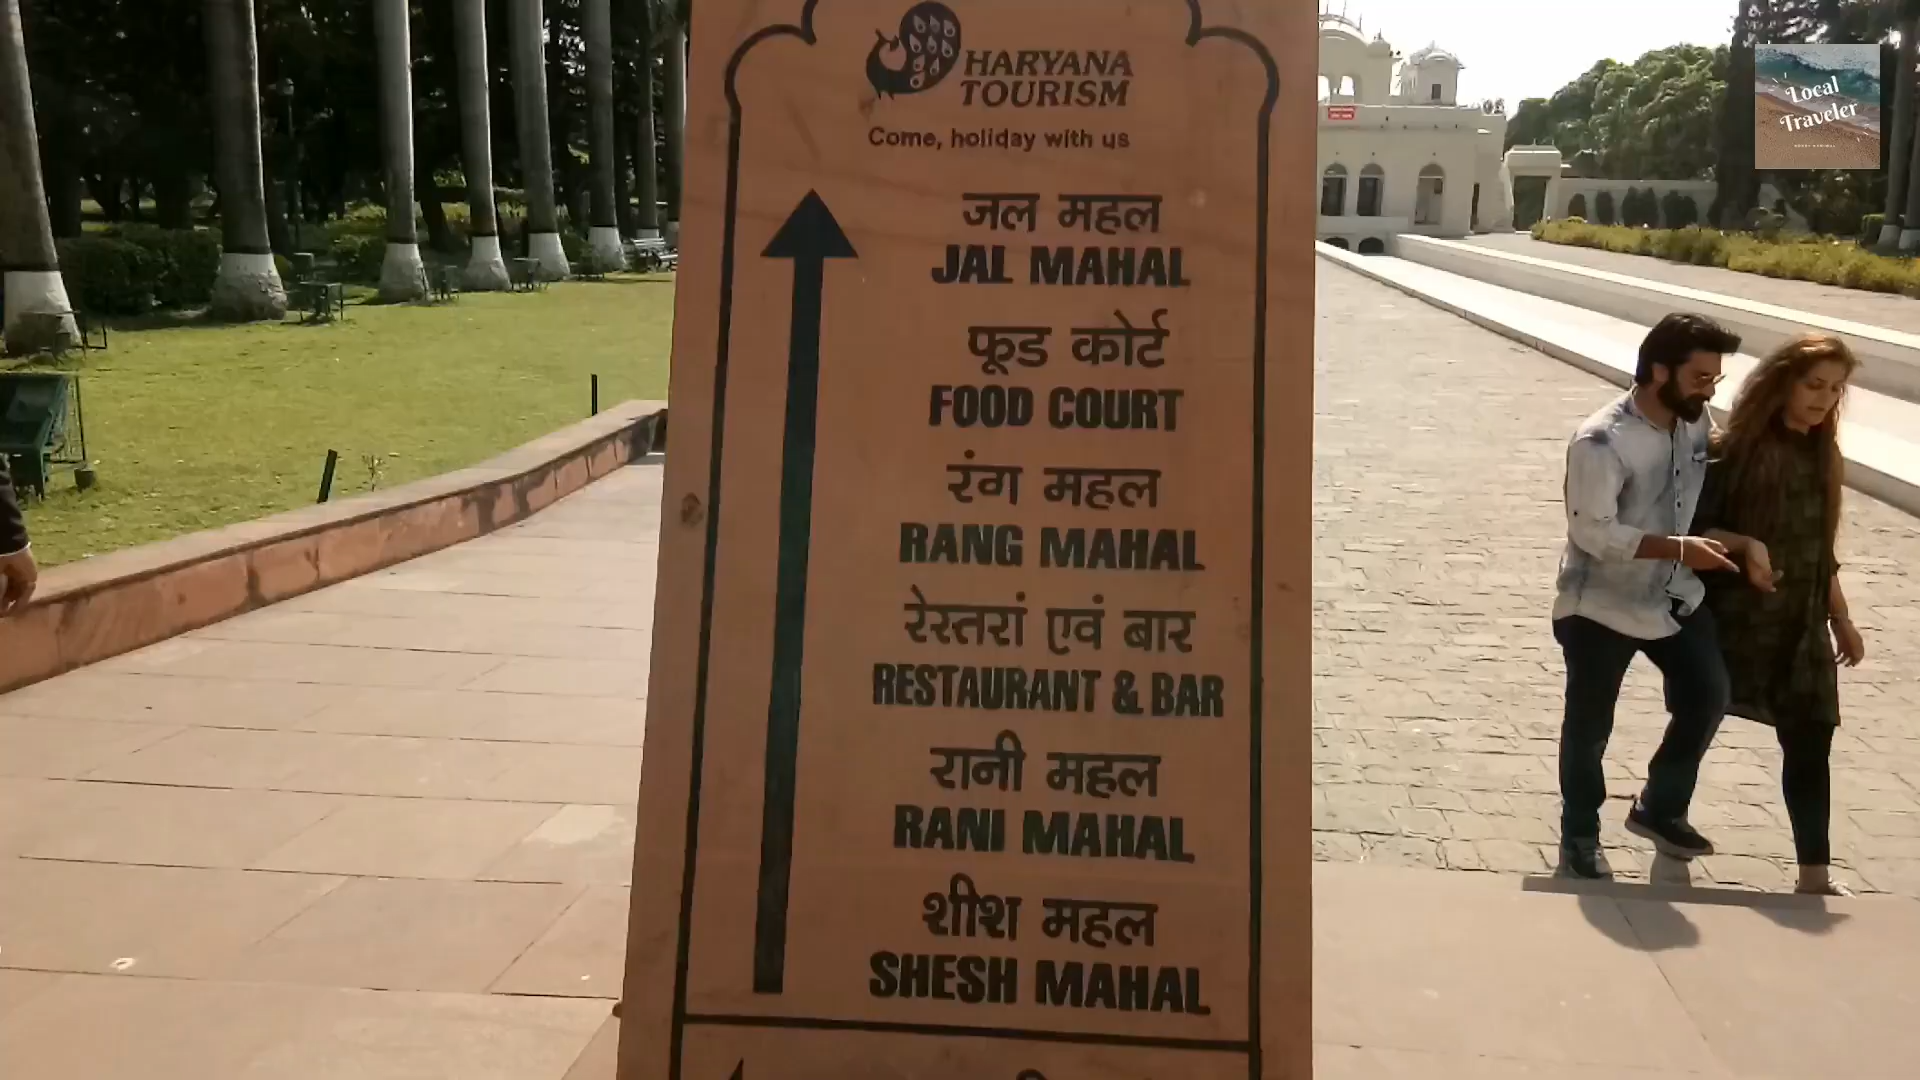 HARYANA
TOURISM
Come, holiday with us
जल महल
JAL MAHAL
फूड कोर्ट
FOOD COURT
रंग महल
RANG MAHAL
रेस्तरां एवं बार
RESTAURANT & BAR
रानी महल
RANI MAHAL
शीश महल
SHESH MAHAL
Local
Traveler